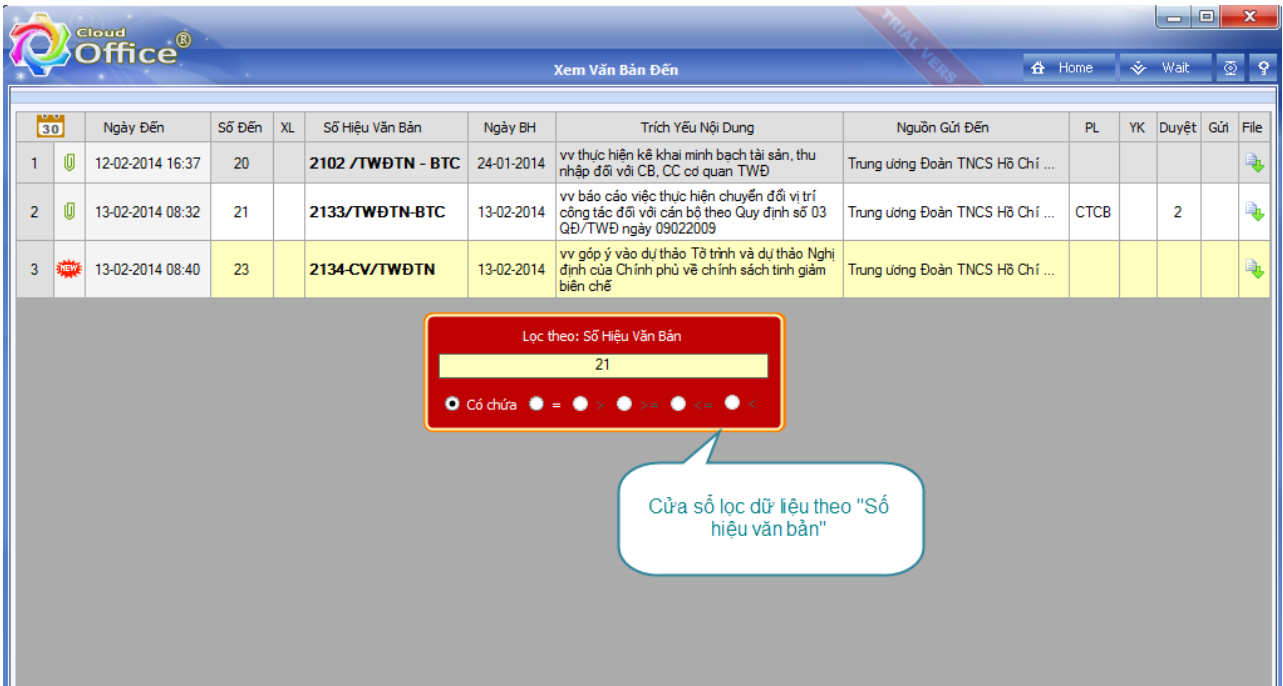 Cloud
Office®
TRIAL VERS
Xem Văn Bản Đến
Home
Wait
30
Ngày Đến
Số Đến
XL
Số Hiệu Văn Bản
Ngày BH
Trích Yếu Nội Dung
Nguồn Gửi Đến
PL
YK
Duyệt
Gửi
File
1
12-02-2014 16:37
20
2102 /TWĐTN - BTC
24-01-2014
vv thực hiện kê khai minh bạch tài sản, thu
nhập đối với CB, CC cơ quan TWĐ
Trung ương Đoàn TNCS Hồ Chí ...
2
13-02-2014 08:32
21
2133/TWĐTN-BTC
13-02-2014
vv báo cáo việc thực hiện chuyển đổi vị trí
công tác đối với cán bộ theo Quy định số 03
QĐ/TWĐ ngày 09022009
Trung ương Đoàn TNCS Hồ Chí ...
CTCB
2
3
NEW
13-02-2014 08:40
23
2134-CV/TWĐTN
13-02-2014
vv góp ý vào dự thảo Tờ trình và dự thảo Nghị
định của Chính phủ về chính sách tinh giảm
biên chế
Trung ương Đoàn TNCS Hồ Chí ...
Lọc theo: Số Hiệu Văn Bản
21
Có chứa = > >= <= <
Cửa sổ lọc dữ liệu theo "Số
hiệu văn bản"